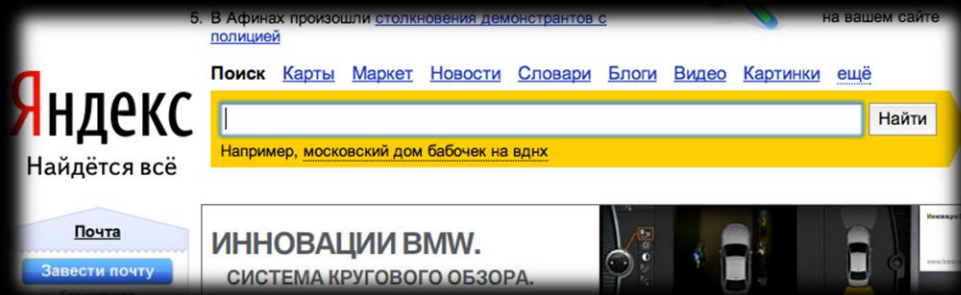 5. В Афинах произошли столкновения демонстрантов с
полицией
на вашем сайте
Поиск Карты Маркет Новости Словари Блоги Видео Картинки ещё
Яндекс
Найдётся всё
Найти
Например, московский дом бабочек на вднх
Почта
Завести почту
ИННОВАЦИИ BMW.
СИСТЕМА КРУГОВОГО ОБЗОРА.